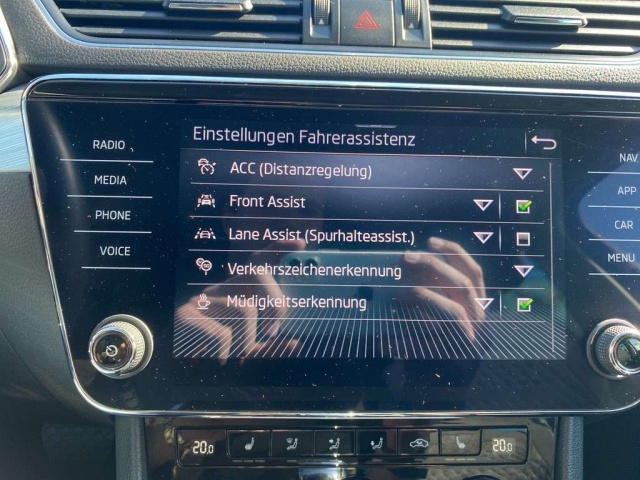 Einstellungen Fahrerassistenz
RADIO
MEDIA
PHONE
VOICE
ACC (Distanzregelung)
Front Assist
Lane Assist (Spurhalteassist.)
Verkehrszeichenerkennung
Müdigkeitserkennung
NAV
APP
CAR
MENU
20.0
20.0